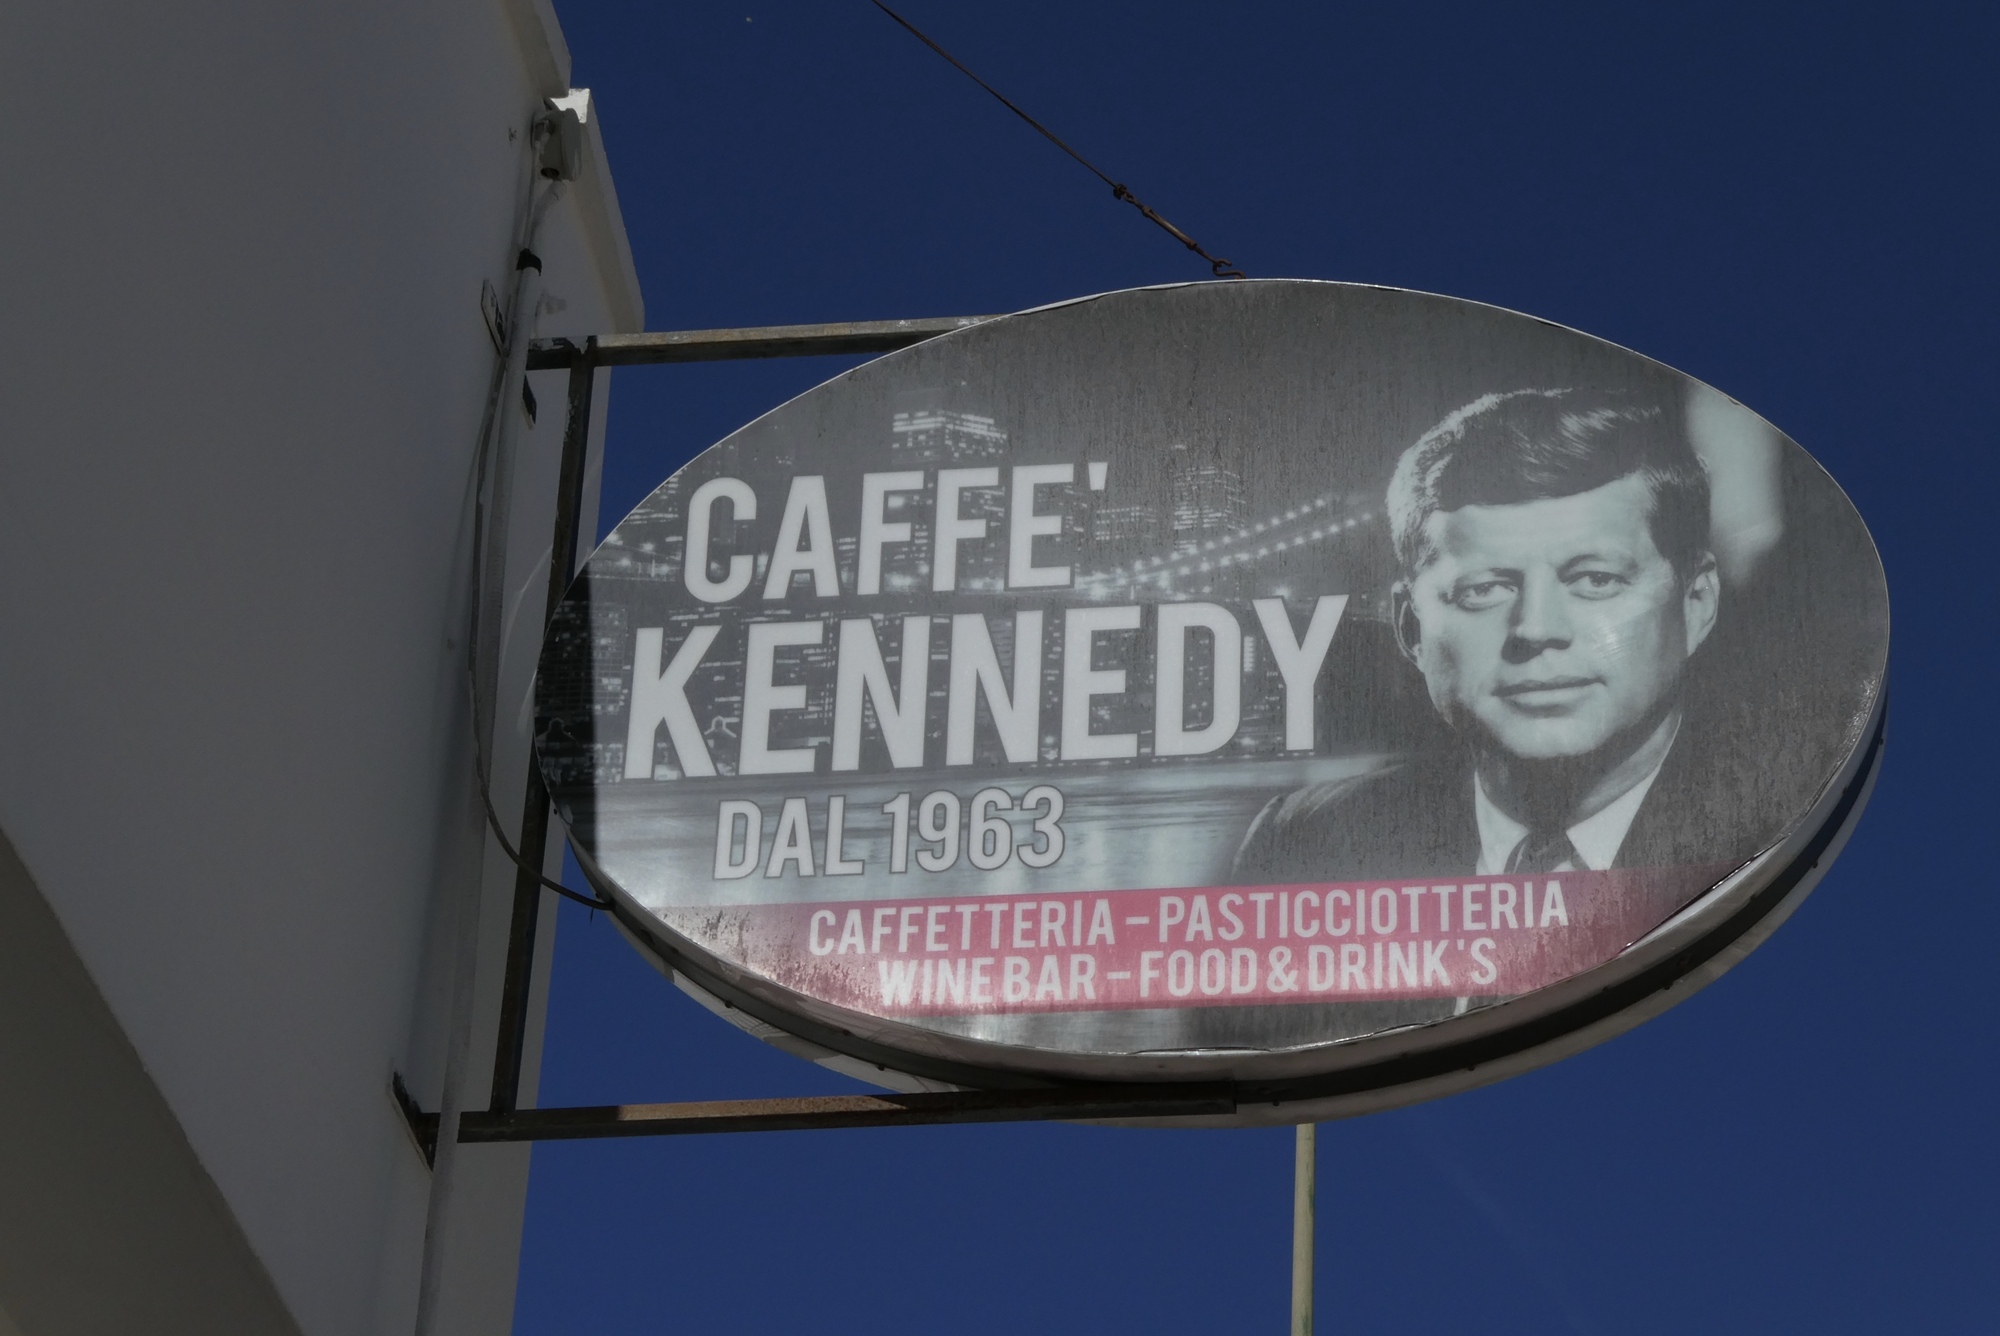 CAFFE'
KENNEDY
DAL 1963
CAFFETTERIA - PASTICCIOTTERIA
WINE BAR - FOOD & DRINK'S